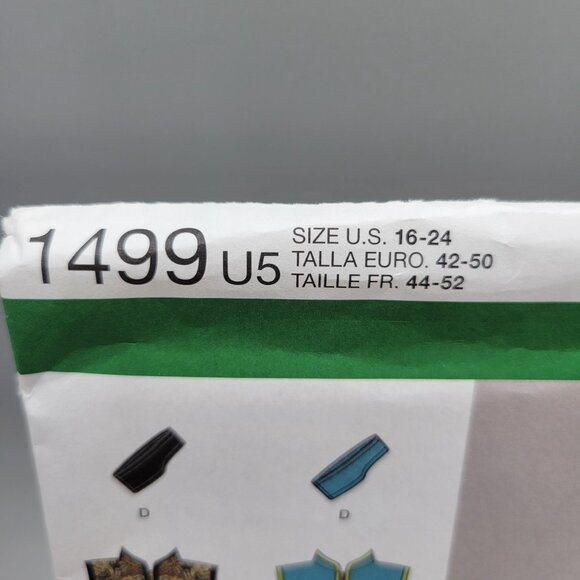 1499 U5
SIZE U.S. 16-24
TALLA EURO. 42-50
TAILLE FR. 44-52
D
D